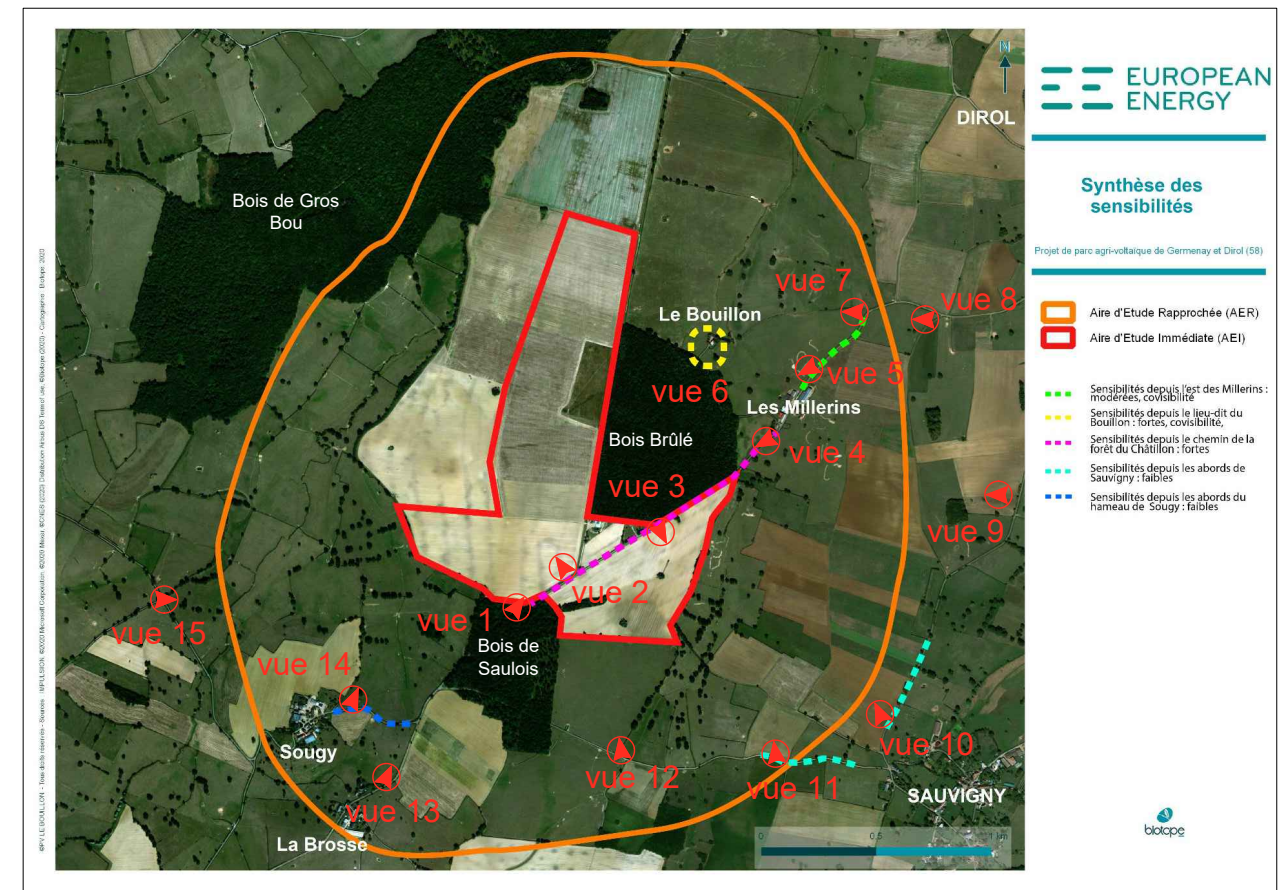 N
DIROL
Bois de Gros
Bou
vue 7
vue 8
Le Bouillon
vue 6
vue 5
Les Millerins
Bois Brûlé
vue 4
vue 3
vue 9
vue 2
vue 1
vue 15
Bois de
Saulois
vue 14
Sougy
vue 10
vue 12
vue 11
vue 13
SAUVIGNY
La Brosse
0
0,5
1 km
EUROPEAN
ENERGY
Synthèse des
sensibilités
Projet de parc agri-voltaïque de Germenay et Dirol (58)
Aire d'Etude Rapprochée (AER)
Aire d'Etude Immédiate (AEI)
Sensibilités depuis l'est des Millerins :
modérées, covisibilité
Sensibilités depuis le lieu-dit du
Bouillon : fortes, covisibilité,
Sensibilités depuis le chemin de la
forêt du Châtillon : fortes
Sensibilités depuis les abords de
Sauvigny : faibles
Sensibilités depuis les abords du
hameau de Sougy : faibles
biotope